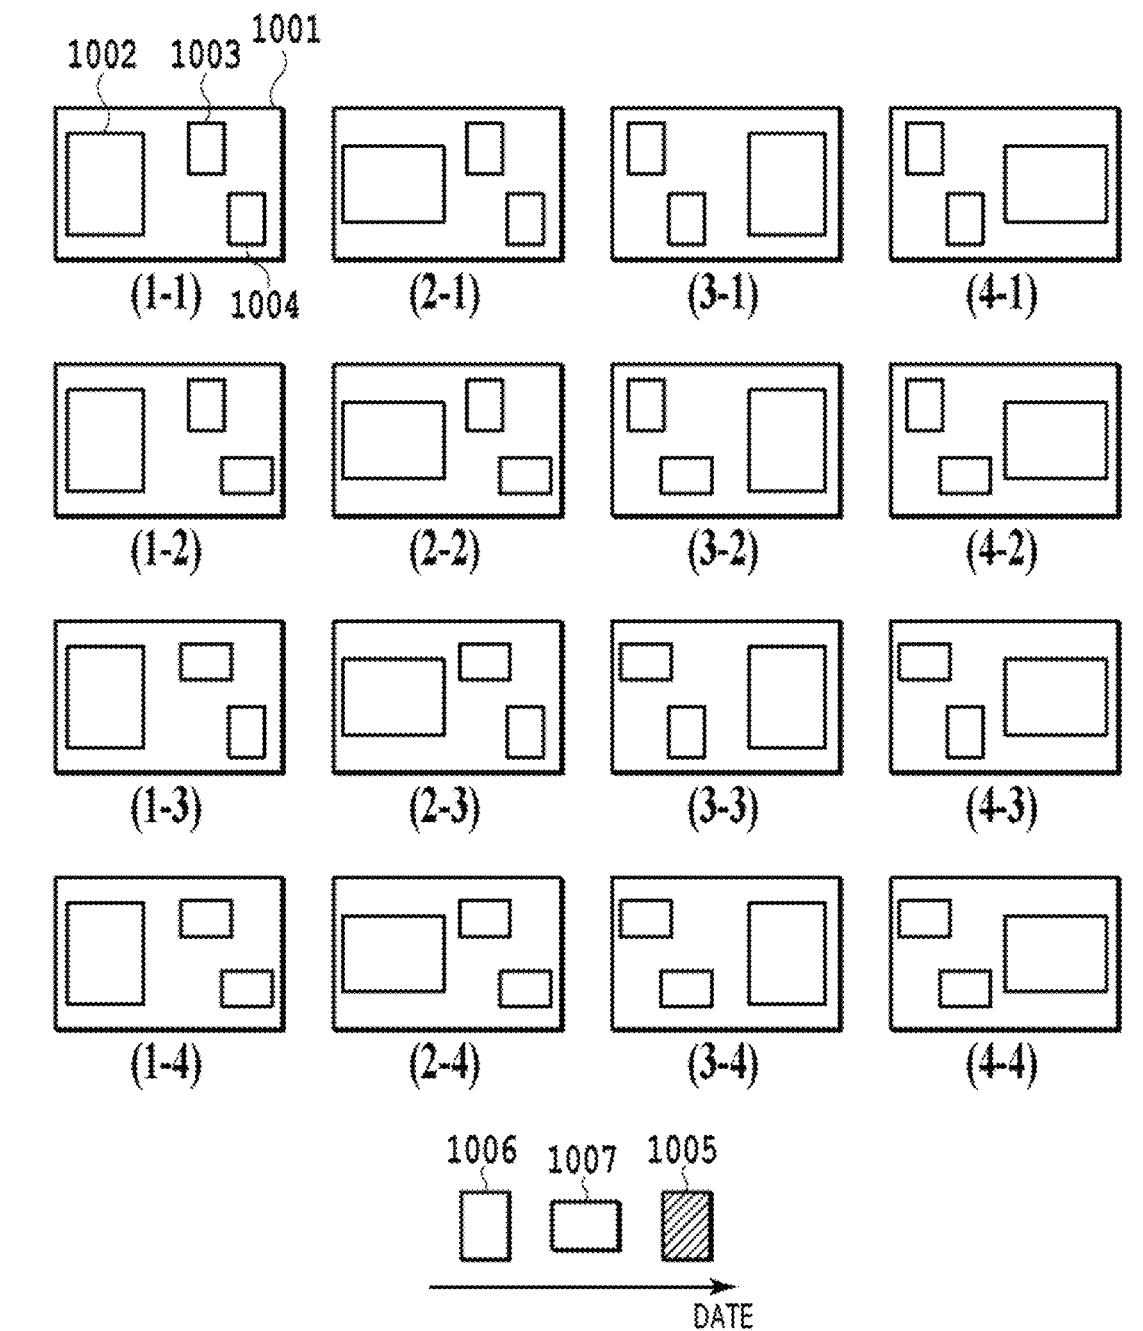 1001
1002 1003
(1-1) (2-1) (3-1) (4-1)
1004
(1-2) (2-2) (3-2) (4-2)
(1-3) (2-3) (3-3) (4-3)
(1-4) (2-4) (3-4) (4-4)
1006 1007 1005
DATE